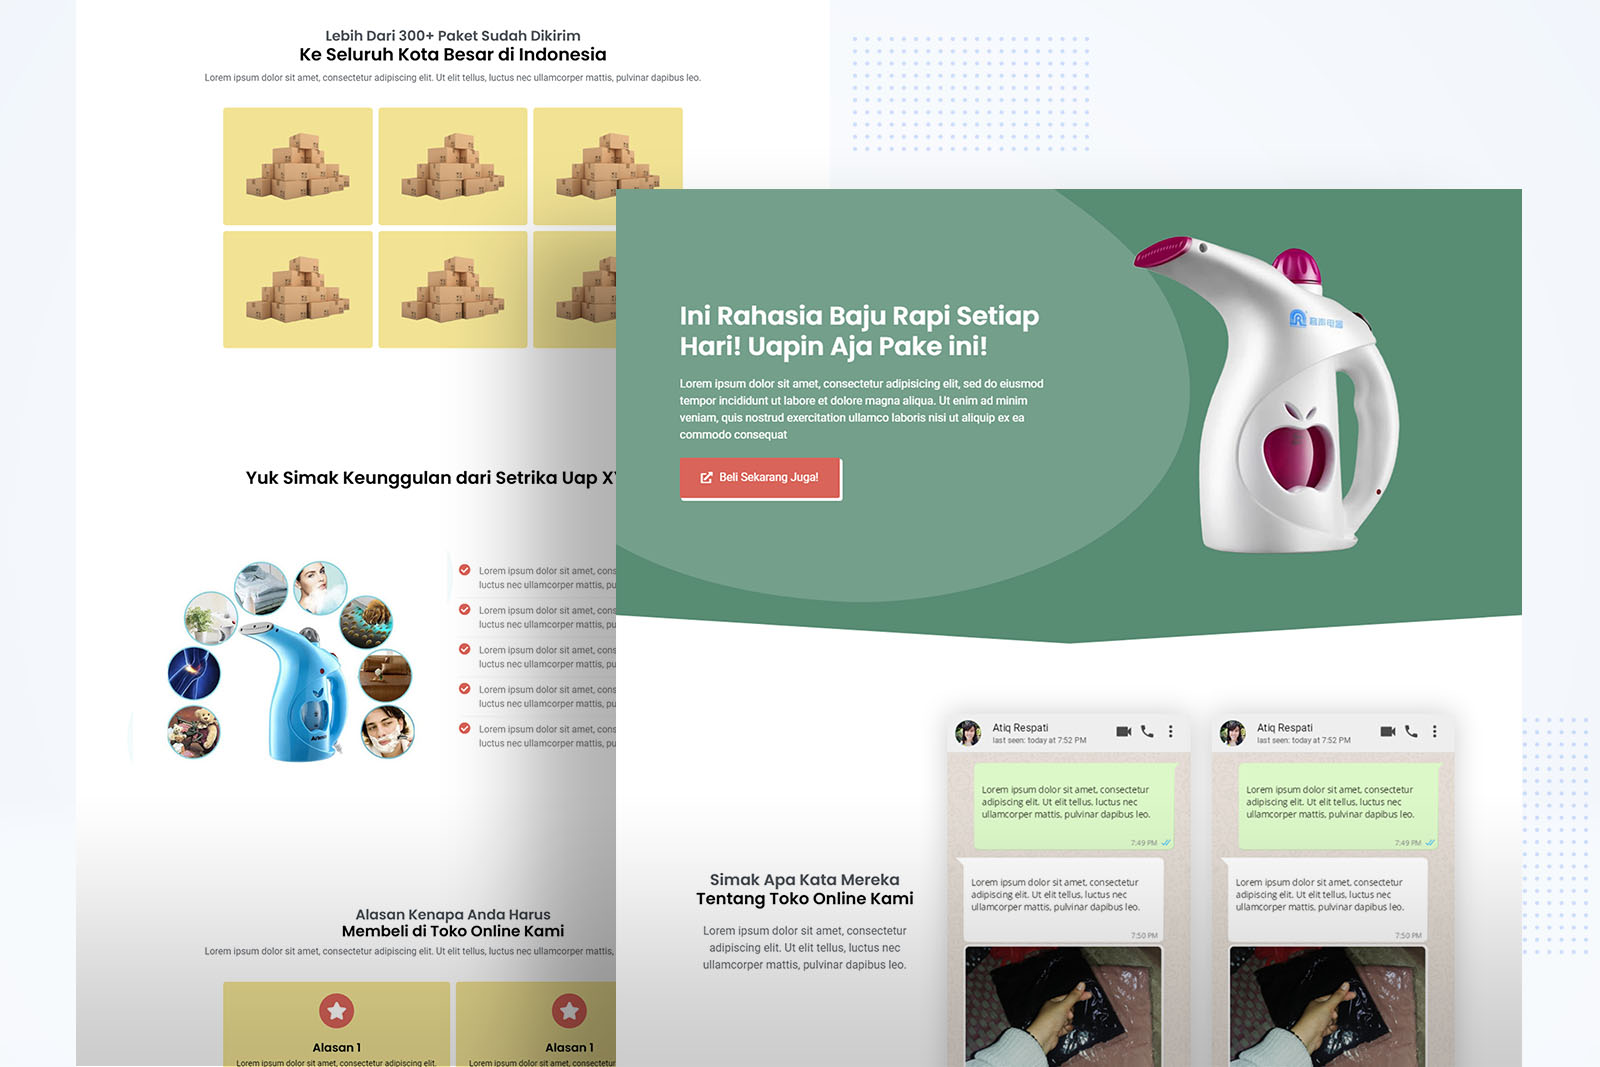 Lebih Dari 300+ Paket Sudah Dikirim
Ke Seluruh Kota Besar di Indonesia
Lorem ipsum dolor sit amet, consectetur adipiscing elit. Ut elit tellus, luctus nec ullamcorper mattis, pulvinar dapibus leo.
Yuk Simak Keunggulan dari Setrika Uap
Lorem ipsum dolor sit amet, cons
luctus nec ullamcorper mattis, pu
Lorem ipsum dolor sit amet, cons
luctus nec ullamcorper mattis, pu
Lorem ipsum dolor sit amet, cons
luctus nec ullamcorper mattis, pu
Lorem ipsum dolor sit amet, cons
luctus nec ullamcorper mattis, pu
Lorem ipsum dolor sit amet, cons
luctus nec ullamcorper mattis, pu
Alasan Kenapa Anda Harus
Membeli di Toko Online Kami
Lorem ipsum dolor sit amet, consectetur adipiscing elit. Ut elit tellus, luctus nec ullamcorper mattis,
Alasan 1
Lorem ipsum dolor sit amet, consectetur adipiscing elit.
Alasan 1
Lorem ipsum dolor sit amet, consectetur
Ini Rahasia Baju Rapi Setiap
Hari! Uapin Aja Pake ini!
Lorem ipsum dolor sit amet, consectetur adipisicing elit, sed do eiusmod
tempor incididunt ut labore et dolore magna aliqua. Ut enim ad minim
veniam, quis nostrud exercitation ullamco laboris nisi ut aliquip ex ea
commodo consequat
Beli Sekarang Juga!
Simak Apa Kata Mereka
Tentang Toko Online Kami
Lorem ipsum dolor sit amet, consectetur
adipiscing elit. Ut elit tellus, luctus nec
ullamcorper mattis, pulvinar dapibus leo.
Atiq Respati
last seen: today at 7:52 PM
Lorem ipsum dolor sit amet, consectetur
adipiscing elit. Ut elit tellus, luctus nec
ullamcorper mattis, pulvinar dapibus leo.
7:49 PM
Lorem ipsum dolor sit amet, consectetur
adipiscing elit. Ut elit tellus, luctus nec
ullamcorper mattis, pulvinar dapibus leo.
7:50 PM
Atiq Respati
last seen: today at 7:52 PM
Lorem ipsum dolor sit amet, consectetur
adipiscing elit. Ut elit tellus, luctus nec
ullamcorper mattis, pulvinar dapibus leo.
7:49 PM
Lorem ipsum dolor sit amet, consectetur
adipiscing elit. Ut elit tellus, luctus nec
ullamcorper mattis, pulvinar dapibus leo.
7:50 PM